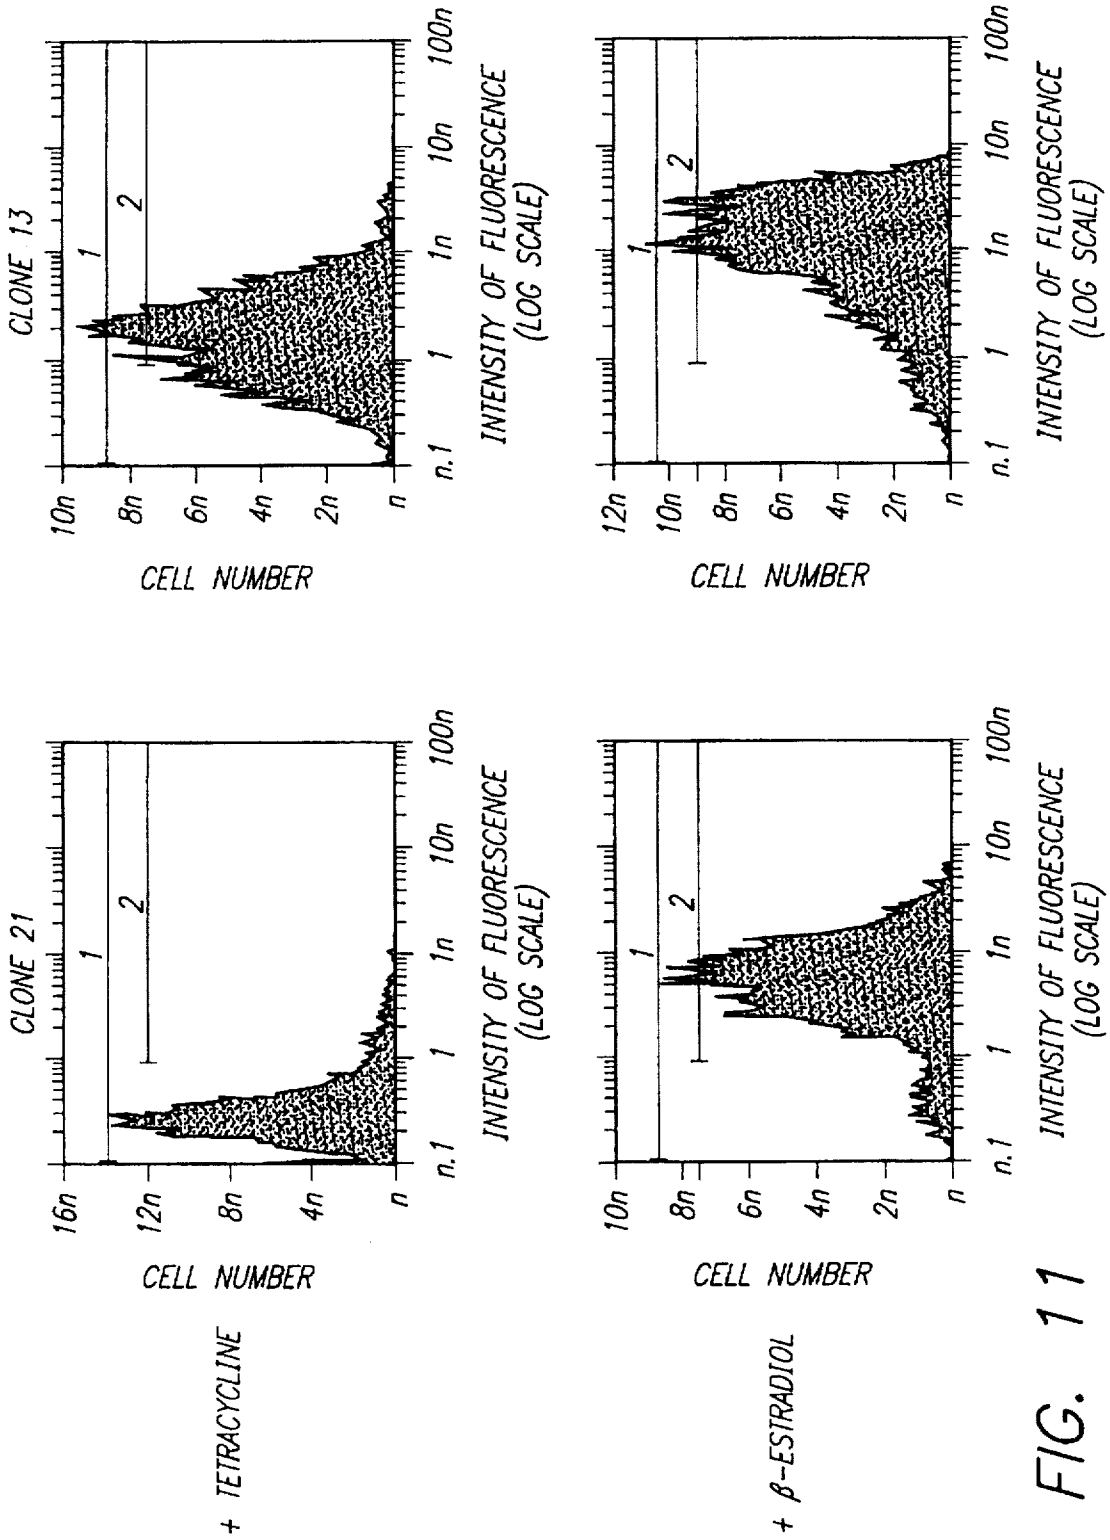 CLONE 21
CLONE 13
+ TETRACYCLINE
CELL NUMBER
16n
12n
8n
4n
n
1
2
n.1
1
1n
10n
100n
INTENSITY OF FLUORESCENCE
(LOG SCALE)
CELL NUMBER
10n
8n
6n
4n
2n
n
1
2
n.1
1
1n
10n
100n
INTENSITY OF FLUORESCENCE
(LOG SCALE)
+ β-ESTRADIOL
CELL NUMBER
10n
8n
6n
4n
2n
n
1
2
n.1
1
1n
10n
100n
INTENSITY OF FLUORESCENCE
(LOG SCALE)
CELL NUMBER
12n
10n
8n
6n
4n
2n
n
1
2
n.1
1
1n
10n
100n
INTENSITY OF FLUORESCENCE
(LOG SCALE)
FIG. 11